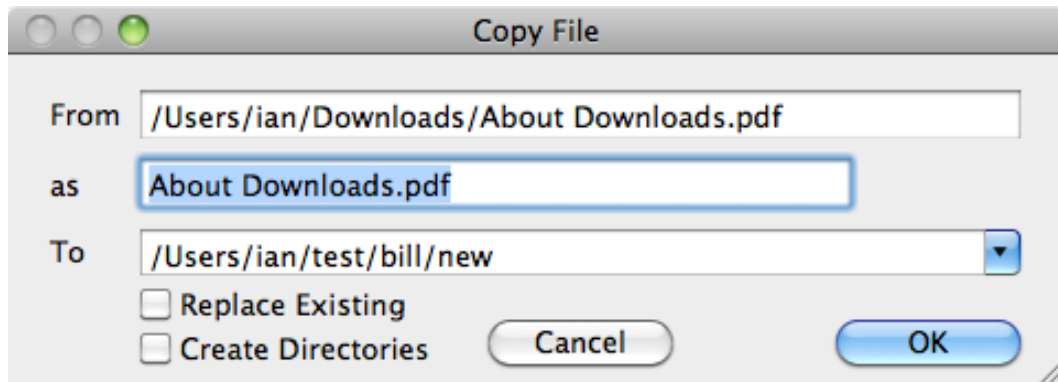 Copy File
From /Users/ian/Downloads/About Downloads.pdf
as About Downloads.pdf
To /Users/ian/test/bill/new
Replace Existing
Create Directories Cancel OK